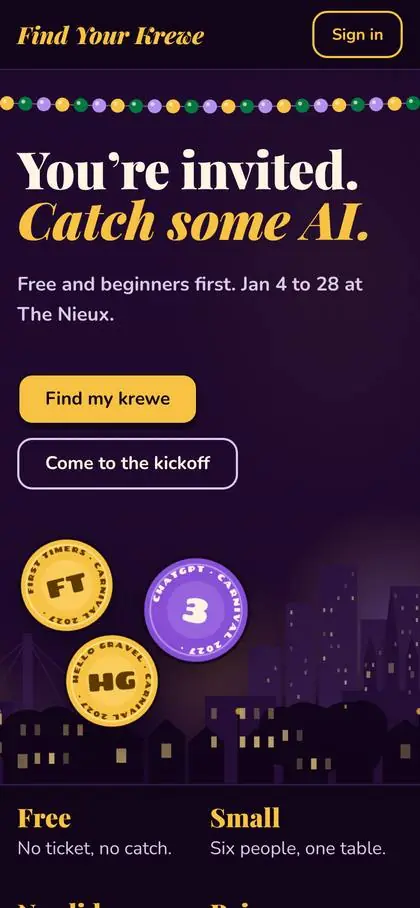 Find Your Krewe
Sign in
You're invited.
Catch some AI.
Free and beginners first. Jan 4 to 28 at
The Nieux.
Find my krewe
Come to the kickoff
FIRST TIMERS · CARNIVAL 2027 ·
FT
CHATGPT · CARNIVAL 2027 ·
3
HELLO GRAVEL · CARNIVAL 2027 ·
HG
Free
Small
No ticket, no catch.
Six people, one table.